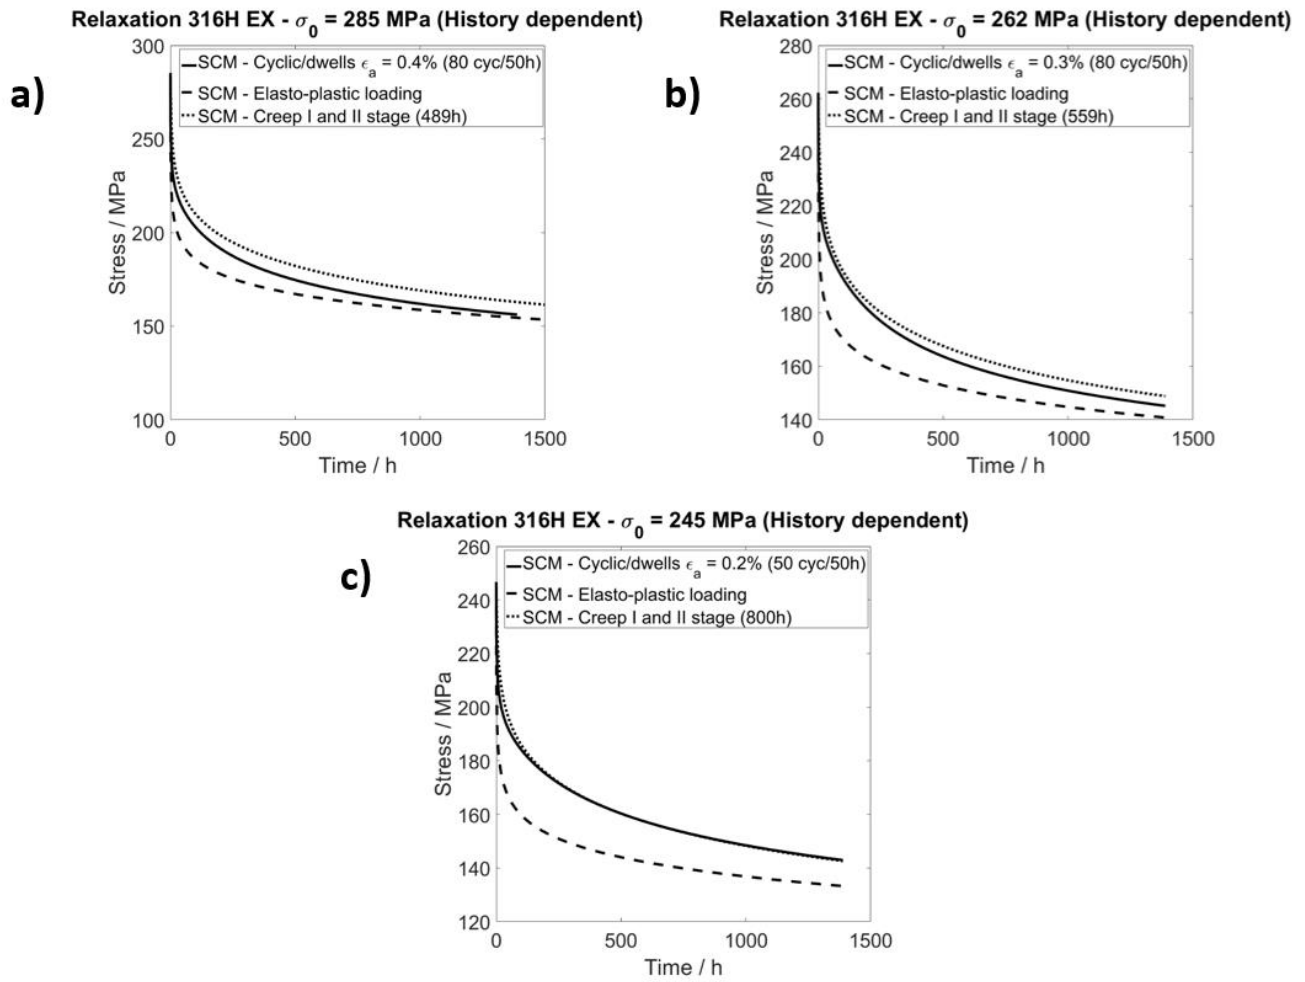 Relaxation 316H EX - σ0 = 285 MPa (History dependent)
a)
300
250
200
150
100
Stress / MPa
SCM - Cyclic/dwells ϵa = 0.4% (80 cyc/50h)
SCM - Elasto-plastic loading
SCM - Creep I and II stage (489h)
0 500 1000 1500
Time / h
Relaxation 316H EX - σ0 = 262 MPa (History dependent)
b)
280
260
240
220
200
180
160
140
Stress / MPa
SCM - Cyclic/dwells ϵa = 0.3% (80 cyc/50h)
SCM - Elasto-plastic loading
SCM - Creep I and II stage (559h)
0 500 1000 1500
Time / h
Relaxation 316H EX - σ0 = 245 MPa (History dependent)
c)
260
240
220
200
180
160
140
120
Stress / MPa
SCM - Cyclic/dwells ϵa = 0.2% (50 cyc/50h)
SCM - Elasto-plastic loading
SCM - Creep I and II stage (800h)
0 500 1000 1500
Time / h